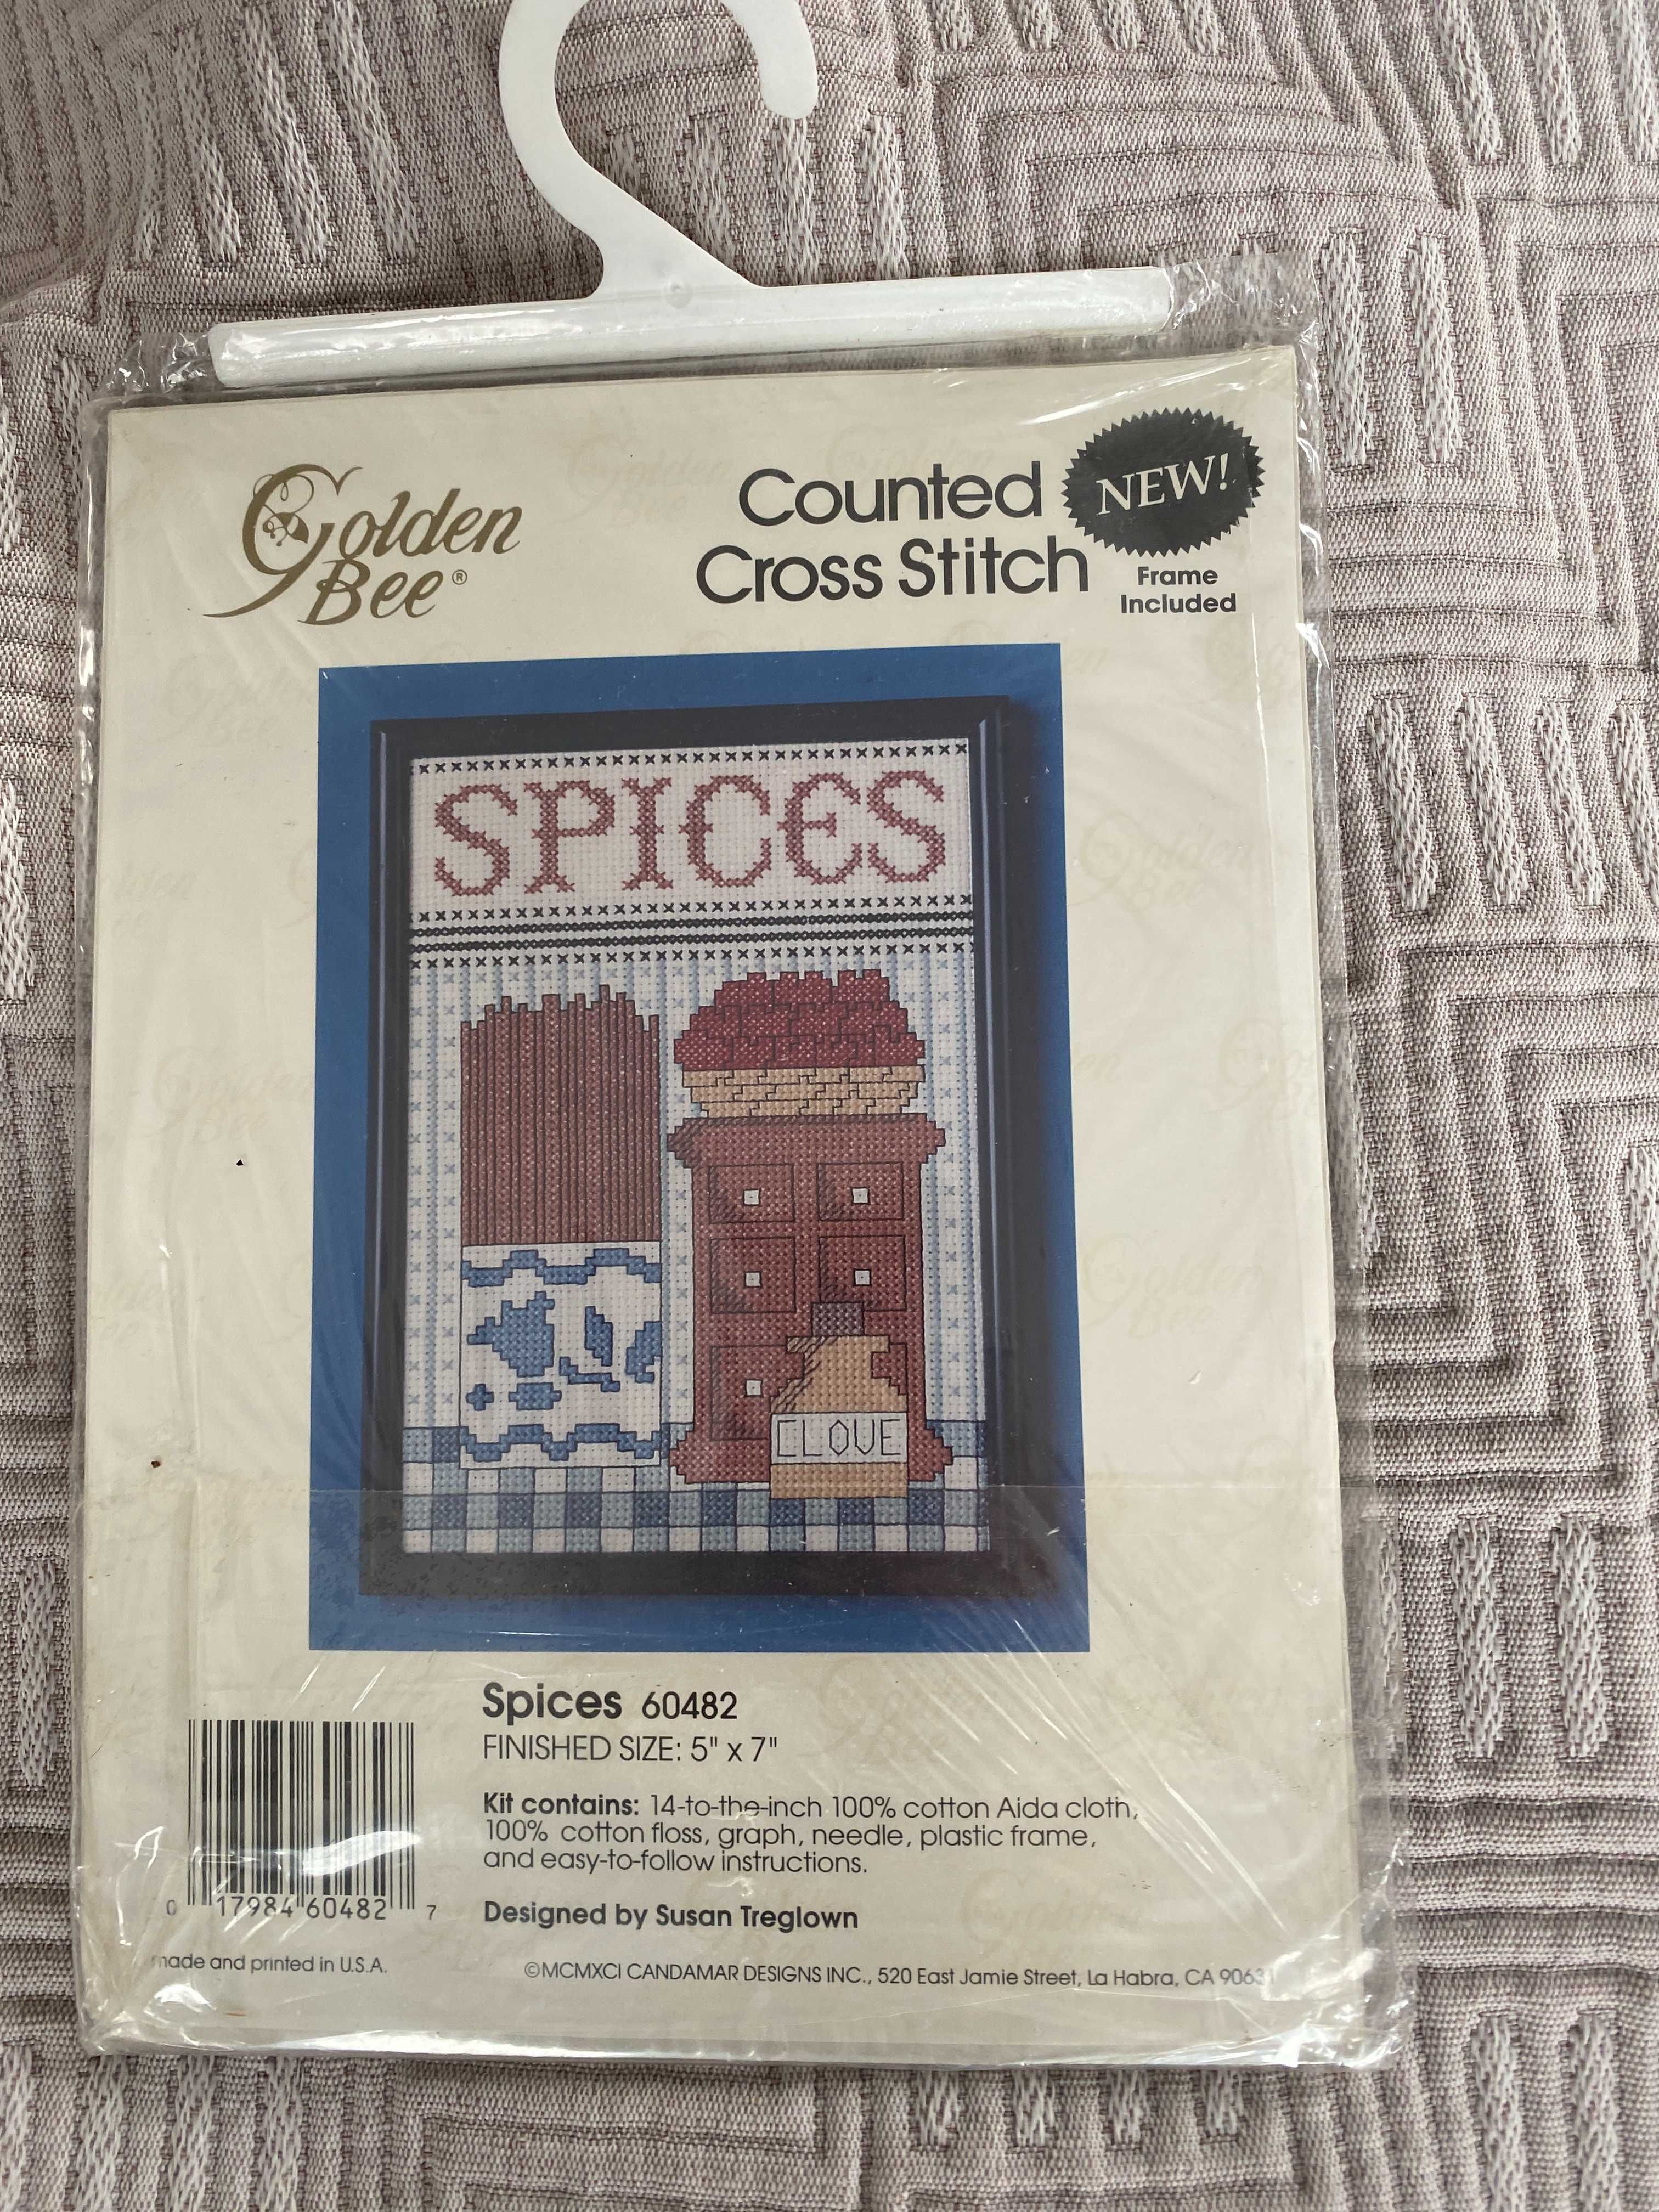 Golden
Bee®
Counted
Cross Stitch
NEW!
Frame
Included
SPICES
CLOVE
Spices 60482
FINISHED SIZE: 5" x 7"
Kit contains: 14-to-the-inch 100% cotton Aida cloth,
100% cotton floss, graph, needle, plastic frame,
and easy-to-follow instructions.
Designed by Susan Treglown
0 17984 60482 7
made and printed in U.S.A.
©MCMXCI CANDAMAR DESIGNS INC., 520 East Jamie Street, La Habra, CA 90631